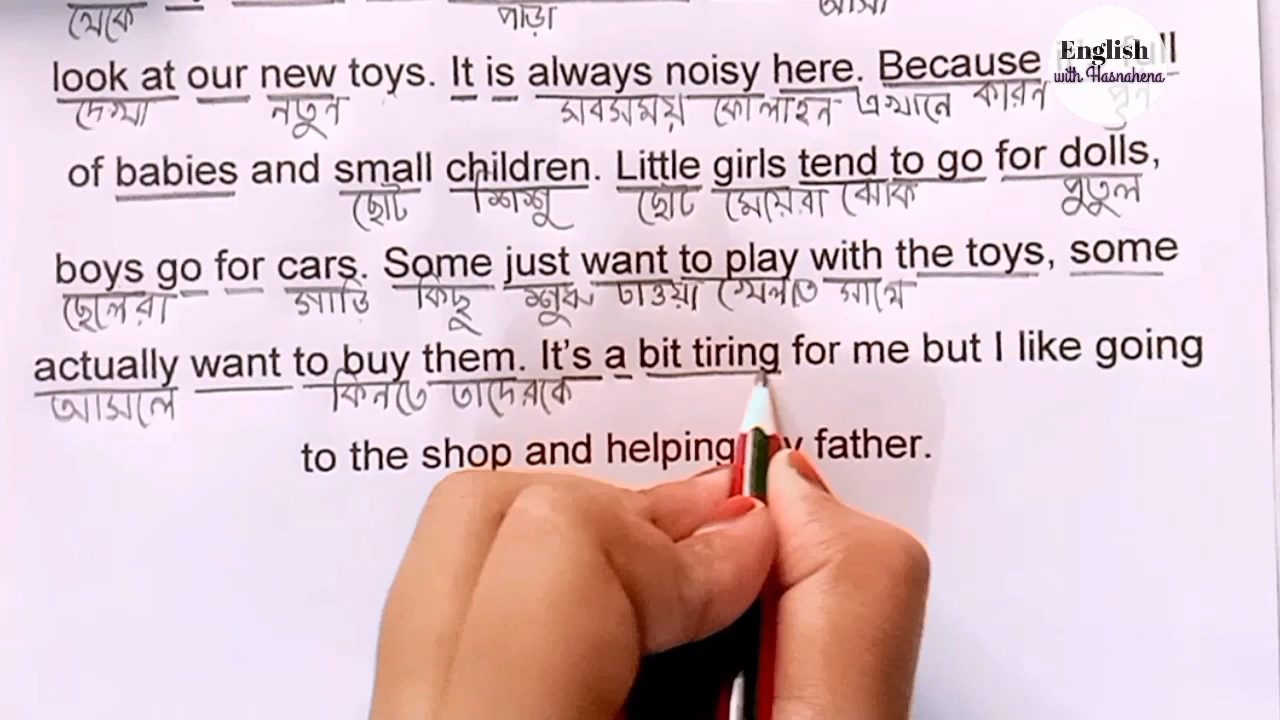 থেকে পাড়া আসা
look at our new toys. It is always noisy here. Because full
দেখা নতুন সবসময় কোলাহল এখানে কারন
English
with Hasnahena
of babies and small children. Little girls tend to go for dolls,
ছোট শিশু ছোট মেয়েরা ঝোক পুতুল
boys go for cars. Some just want to play with the toys, some
ছেলেরা গাড়ি কিছু শুধু চাওয়া খেলতে সাথে
actually want to buy them. It's a bit tiring for me but I like going
আসলে কিনতে তাদেরকে
to the shop and helping father.